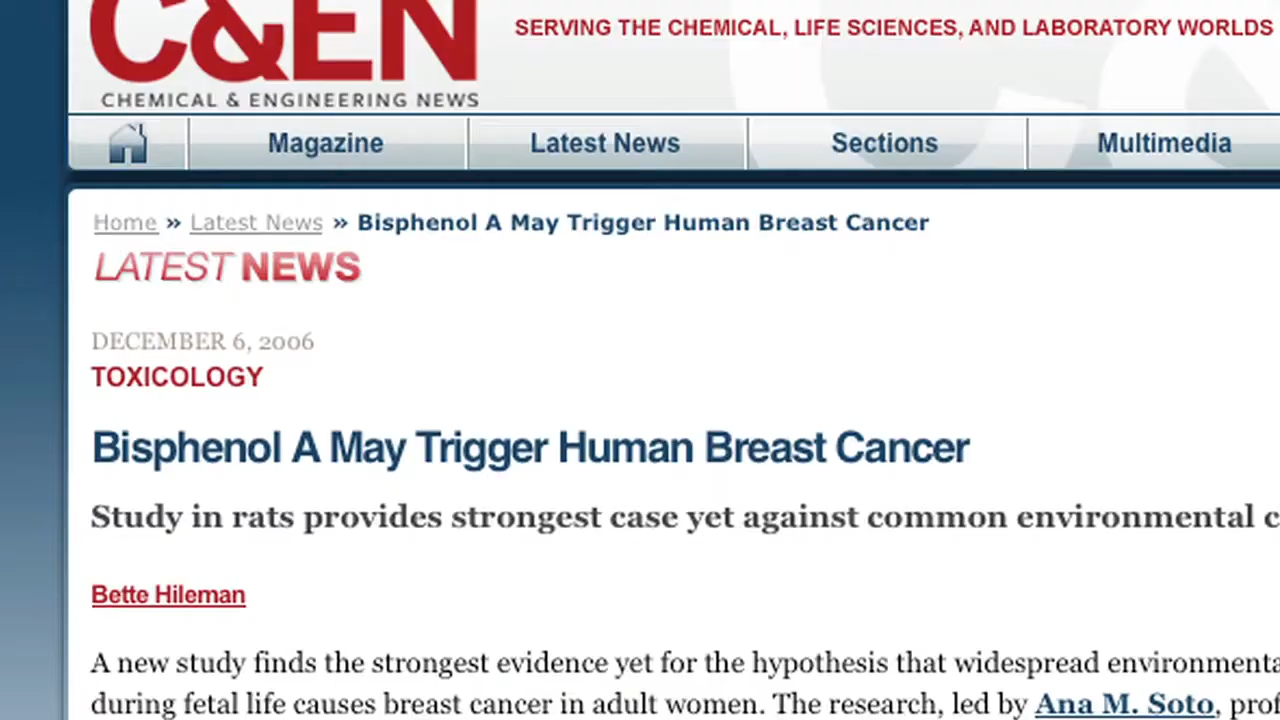 C&EN
SERVING THE CHEMICAL, LIFE SCIENCES, AND LABORATORY WORLDS
CHEMICAL & ENGINEERING NEWS
Magazine
Latest News
Sections
Multimedia
Home » Latest News » Bisphenol A May Trigger Human Breast Cancer
LATEST NEWS
DECEMBER 6, 2006
TOXICOLOGY
Bisphenol A May Trigger Human Breast Cancer
Study in rats provides strongest case yet against common environmental
Bette Hileman
A new study finds the strongest evidence yet for the hypothesis that widespread
during fetal life causes breast cancer in adult women. The research, led by Ana M. Soto,